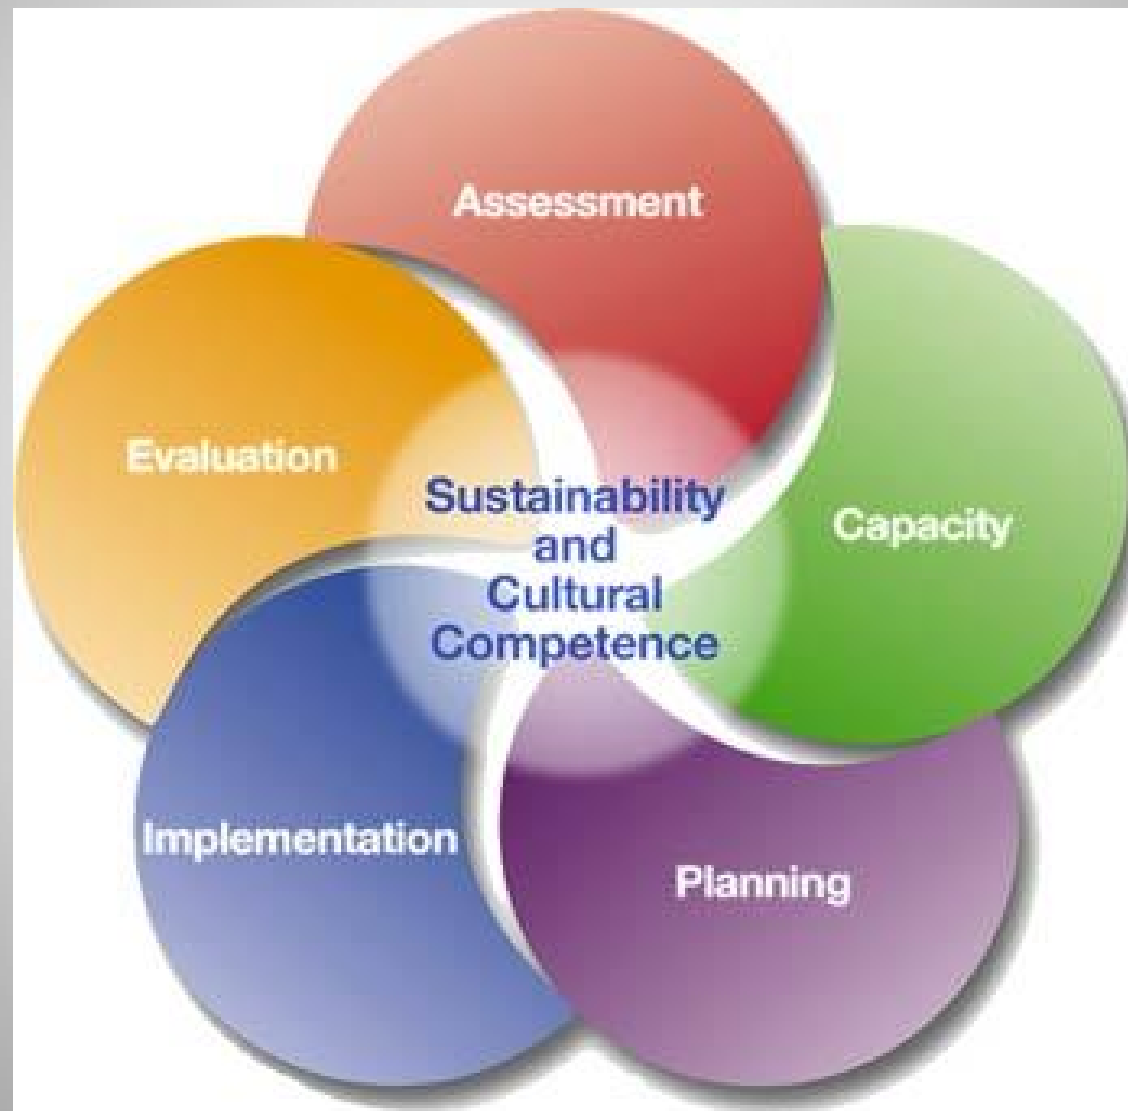 Assessment
Capacity
Planning
Implementation
Evaluation
Sustainability
and
Cultural
Competence